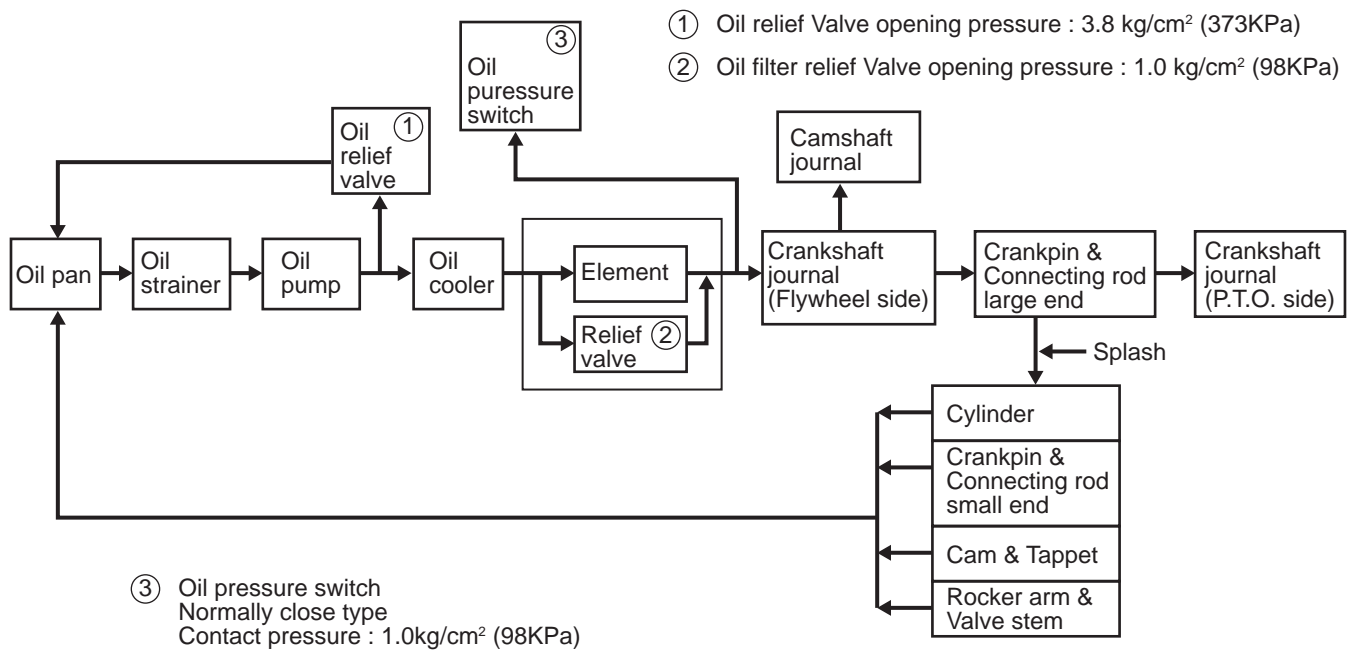 ① Oil relief Valve opening pressure : 3.8 kg/cm² (373KPa)
② Oil filter relief Valve opening pressure : 1.0 kg/cm² (98KPa)
③
Oil
puressure
switch
①
Oil
relief
valve
Camshaft
journal
Oil pan
Oil
strainer
Oil
pump
Oil
cooler
Element
Relief
valve
②
Crankshaft
journal
(Flywheel side)
Crankpin &
Connecting rod
large end
Crankshaft
journal
(P.T.O. side)
Splash
Cylinder
Crankpin &
Connecting rod
small end
Cam & Tappet
Rocker arm &
Valve stem
③ Oil pressure switch
Normally close type
Contact pressure : 1.0kg/cm² (98KPa)